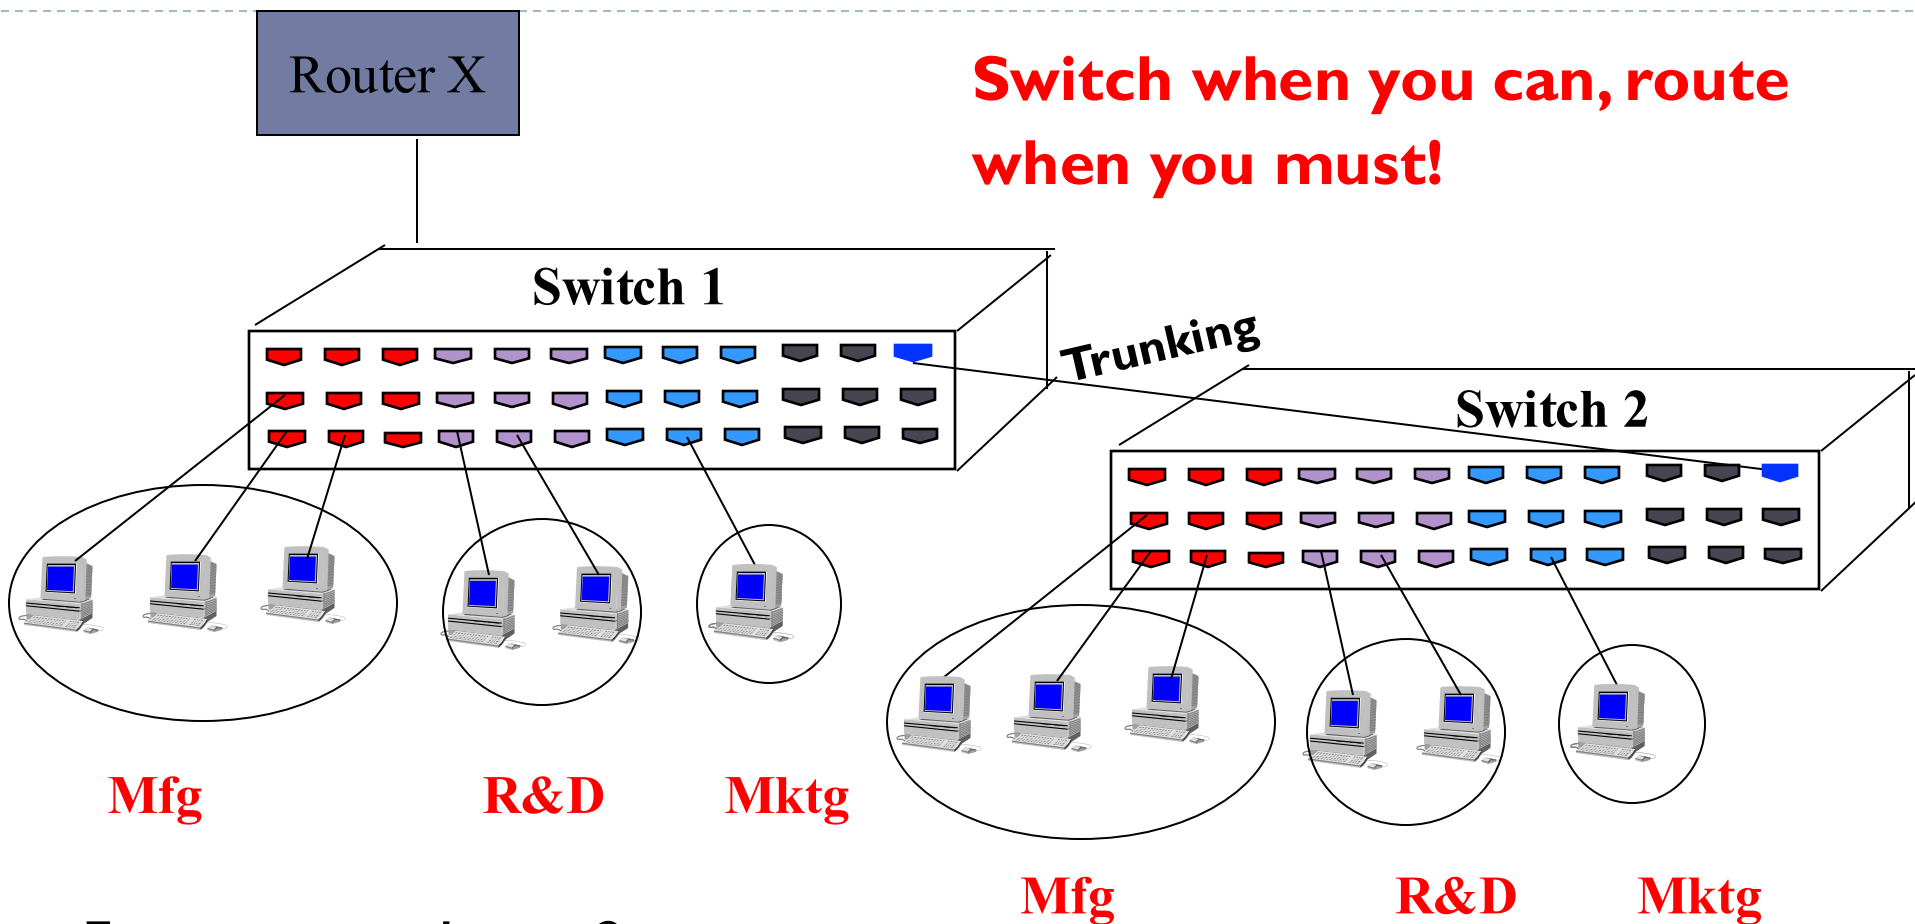 Router X
Switch when you can, route
when you must!
Switch 1
Trunking
Switch 2
Mfg
R&D
Mktg
Mfg
R&D
Mktg